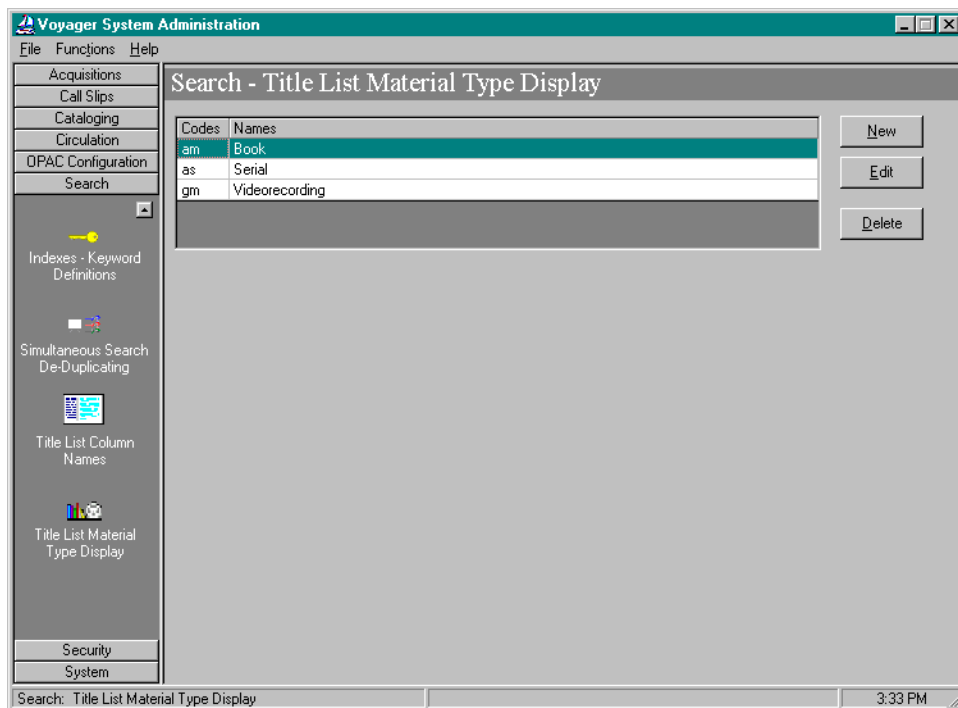 Voyager System Administration
File Functions Help
Acquisitions
Call Slips
Cataloging
Circulation
OPAC Configuration
Search
Indexes - Keyword
Definitions
Simultaneous Search
De-Duplicating
Title List Column
Names
Title List Material
Type Display
Security
System
Search - Title List Material Type Display
Codes Names
am Book
as Serial
gm Videorecording
New
Edit
Delete
Search: Title List Material Type Display
3:33 PM